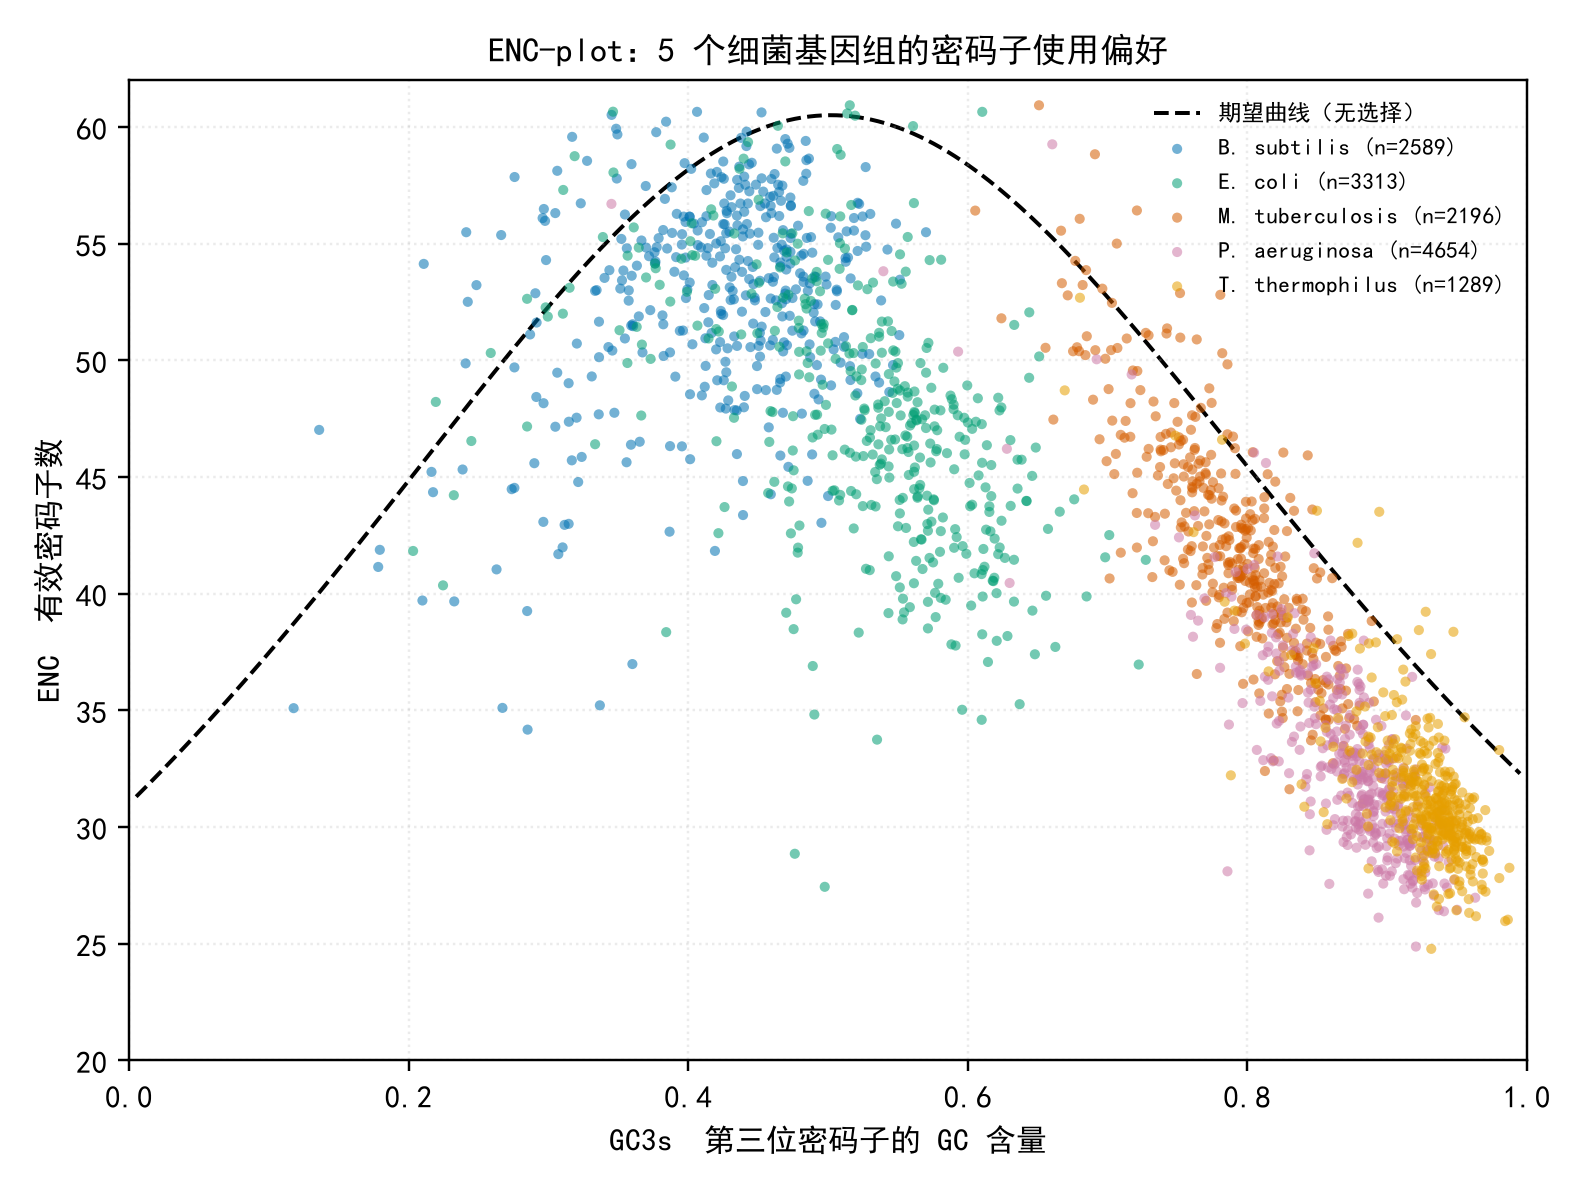 ENC-plot：5 个细菌基因组的密码子使用偏好
期望曲线（无选择）
B. subtilis (n=2589)
E. coli (n=3313)
M. tuberculosis (n=2196)
P. aeruginosa (n=4654)
T. thermophilus (n=1289)
ENC 有效密码子数
60
55
50
45
40
35
30
25
20
0.0 0.2 0.4 0.6 0.8 1.0
GC3s 第三位密码子的 GC 含量